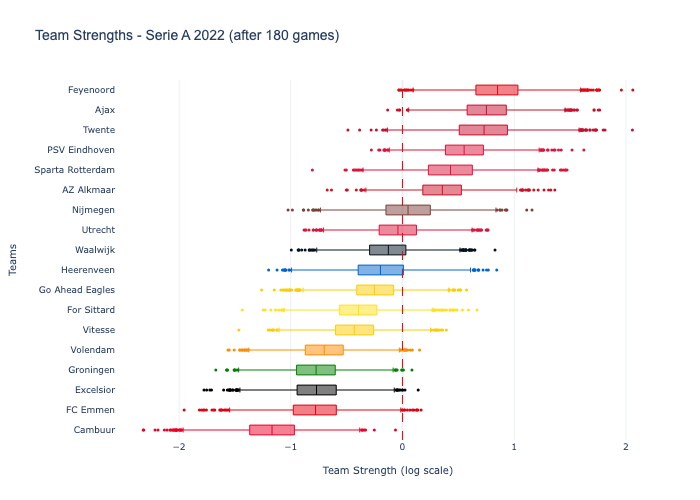 Team Strengths - Serie A 2022 (after 180 games)
Feyenoord
Ajax
Twente
PSV Eindhoven
Sparta Rotterdam
AZ Alkmaar
Nijmegen
Utrecht
Waalwijk
Heerenveen
Go Ahead Eagles
For Sittard
Vitesse
Volendam
Groningen
Excelsior
FC Emmen
Cambuur
Teams
−2 −1 0 1 2
Team Strength (log scale)